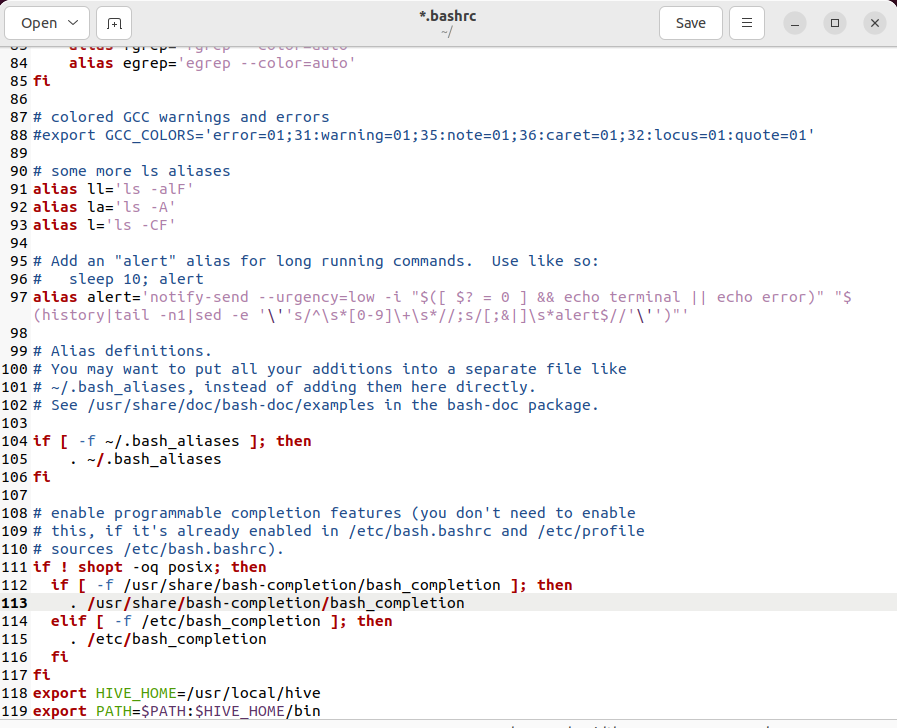 Open
*.bashrc
~/
Save
84     alias egrep='egrep --color=auto'
85 fi
86
87 # colored GCC warnings and errors
88 #export GCC_COLORS='error=01;31:warning=01;35:note=01;36:caret=01;32:locus=01:quote=01'
89
90 # some more ls aliases
91 alias ll='ls -alF'
92 alias la='ls -A'
93 alias l='ls -CF'
94
95 # Add an "alert" alias for long running commands.  Use like so:
96 #   sleep 10; alert
97 alias alert='notify-send --urgency=low -i "$([ $? = 0 ] && echo terminal || echo error)" "$
(history|tail -n1|sed -e '\''s/^\s*[0-9]\+\s*//;s/[;&|]\s*alert$//'\'')"'
98
99 # Alias definitions.
100 # You may want to put all your additions into a separate file like
101 # ~/.bash_aliases, instead of adding them here directly.
102 # See /usr/share/doc/bash-doc/examples in the bash-doc package.
103
104 if [ -f ~/.bash_aliases ]; then
105     . ~/.bash_aliases
106 fi
107
108 # enable programmable completion features (you don't need to enable
109 # this, if it's already enabled in /etc/bash.bashrc and /etc/profile
110 # sources /etc/bash.bashrc).
111 if ! shopt -oq posix; then
112   if [ -f /usr/share/bash-completion/bash_completion ]; then
113     . /usr/share/bash-completion/bash_completion
114   elif [ -f /etc/bash_completion ]; then
115     . /etc/bash_completion
116   fi
117 fi
118 export HIVE_HOME=/usr/local/hive
119 export PATH=$PATH:$HIVE_HOME/bin